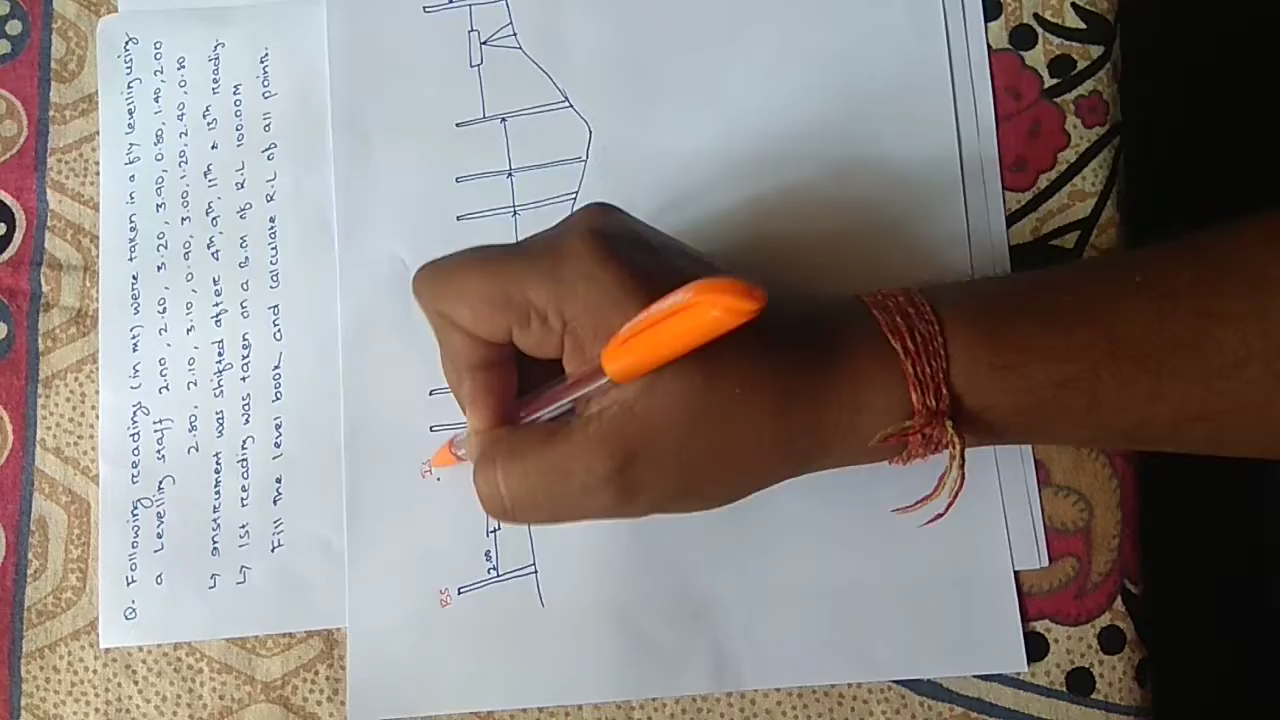 Q. Following readings (in mt) were taken in a fly levelling using
a Levelling staff 2.00, 2.60, 3.20, 3.90, 0.80, 1.40, 2.00
2.80, 2.10, 3.10, 0.90, 3.00, 1.20, 2.40, 0.80
↳ Instrument was shifted after 4th, 9th, 11th & 13th reading.
↳ 1st reading was taken on a B.M of R.L 100.00M
Fill the level book and calculate R.L of all points.
BS
2.00
IS